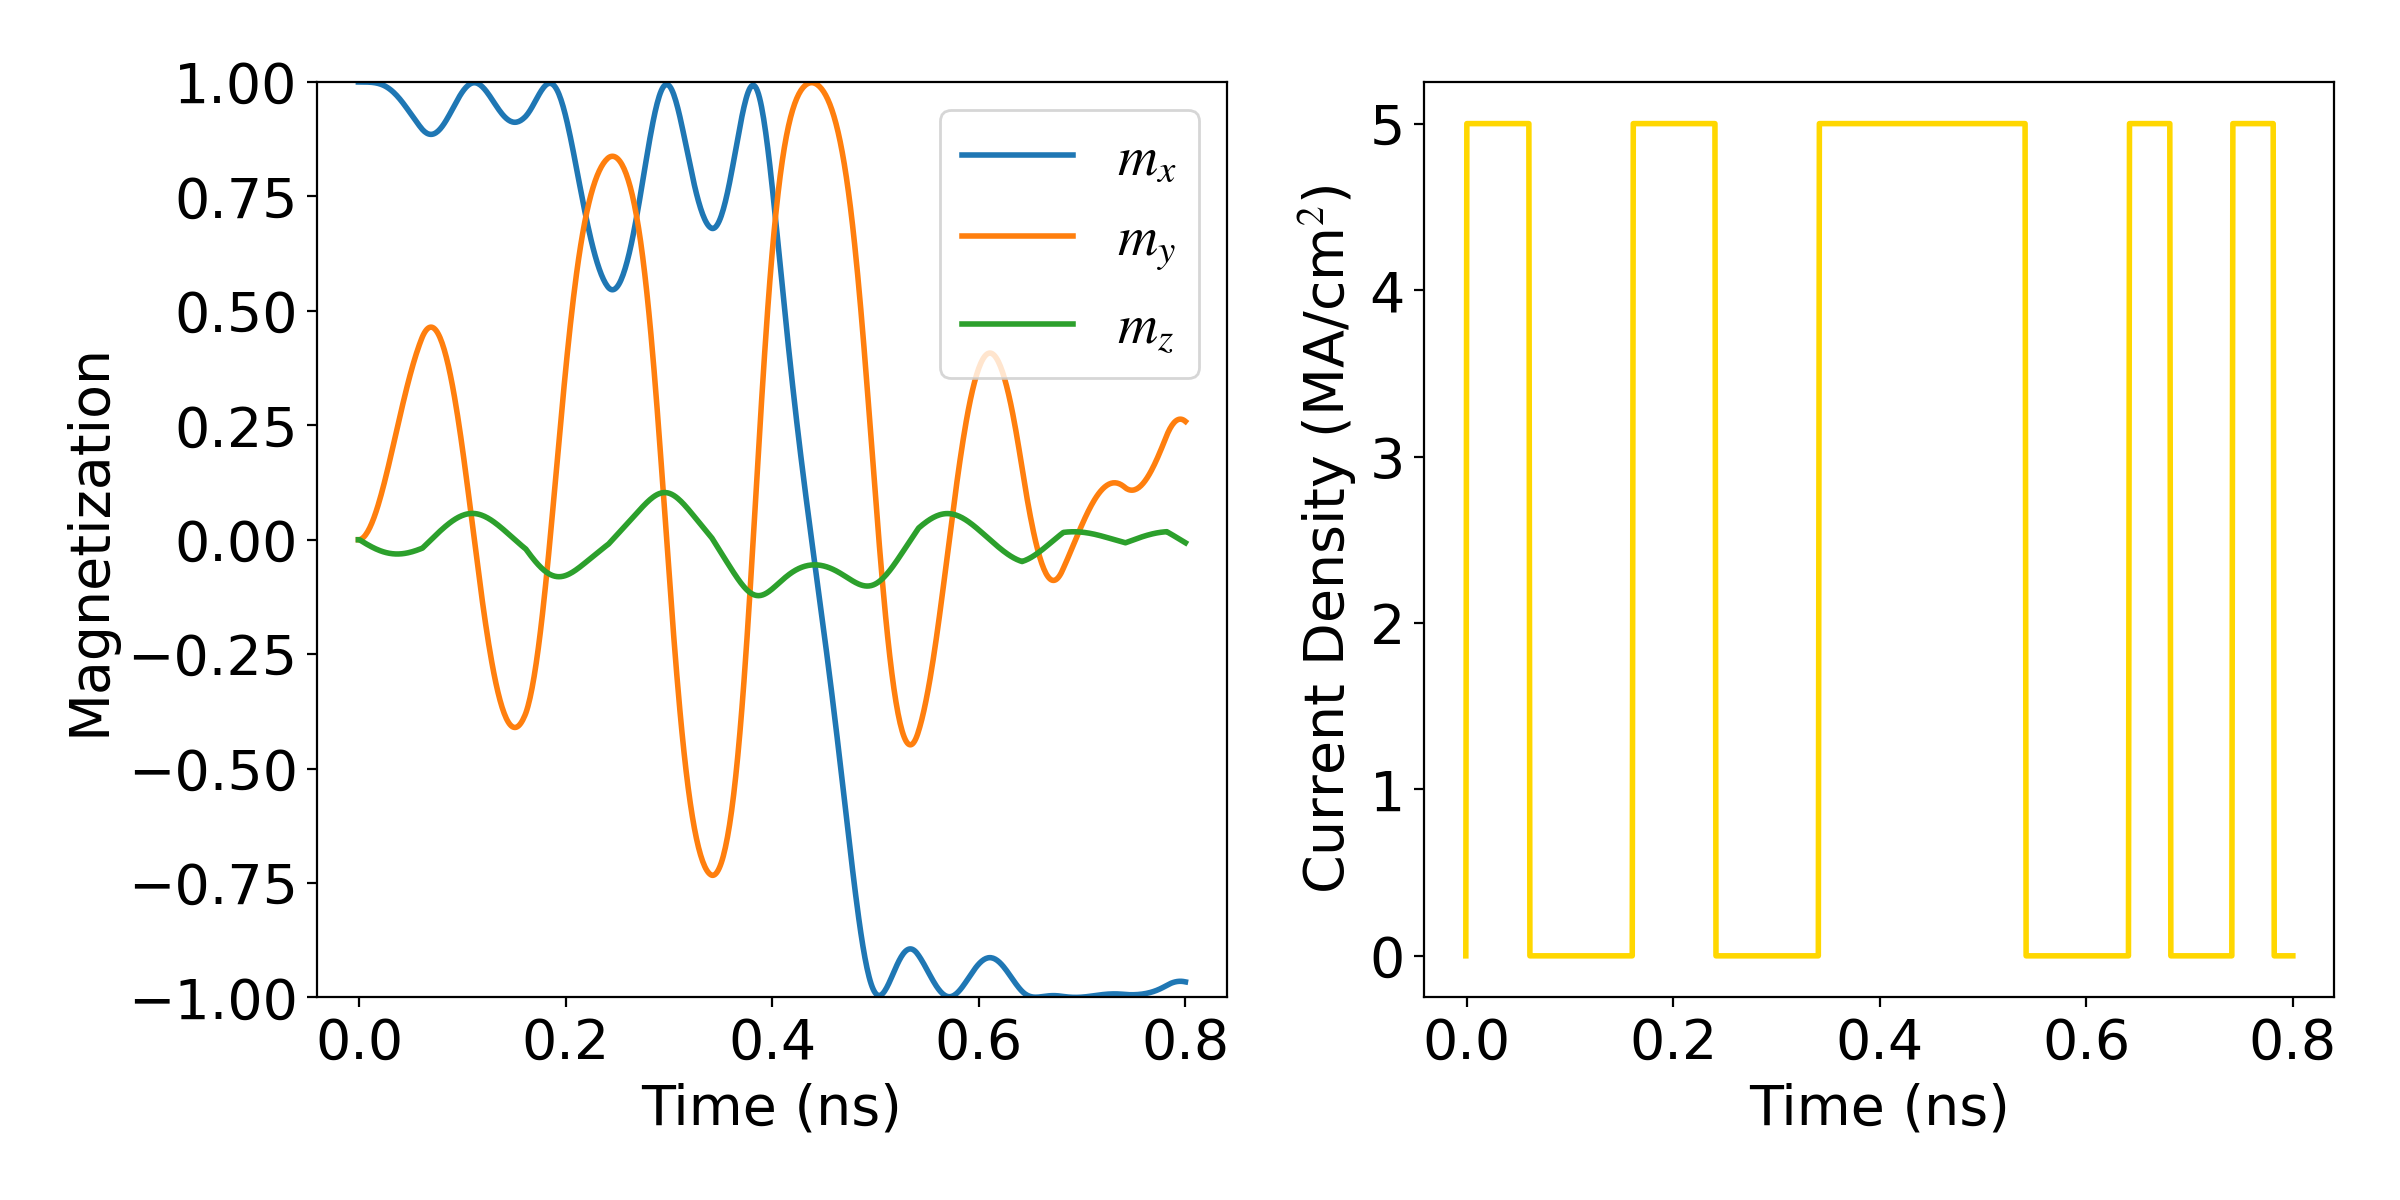 Magnetization
1.00
0.75
0.50
0.25
0.00
−0.25
−0.50
−0.75
−1.00
0.0 0.2 0.4 0.6 0.8
Time (ns)
m_x
m_y
m_z
Current Density (MA/cm²)
5
4
3
2
1
0
0.0 0.2 0.4 0.6 0.8
Time (ns)